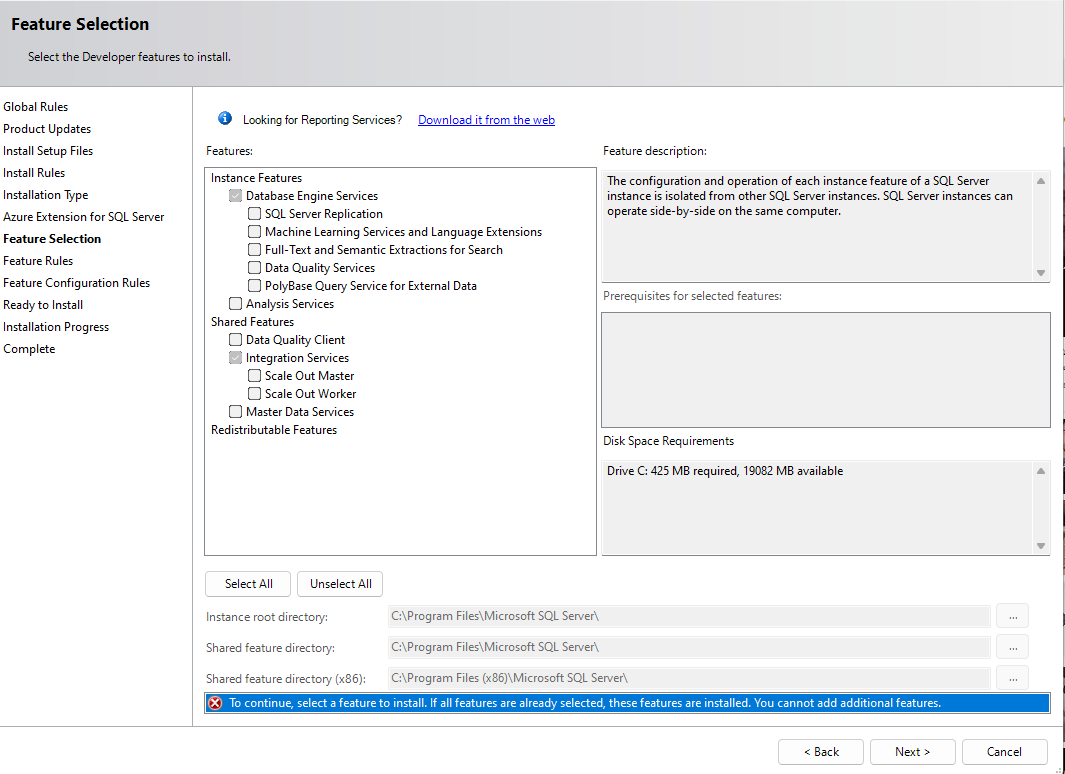 Feature Selection
Select the Developer features to install.
Global Rules
Product Updates
Install Setup Files
Install Rules
Installation Type
Azure Extension for SQL Server
Feature Selection
Feature Rules
Feature Configuration Rules
Ready to Install
Installation Progress
Complete
Looking for Reporting Services? Download it from the web
Features:
Instance Features
Database Engine Services
SQL Server Replication
Machine Learning Services and Language Extensions
Full-Text and Semantic Extractions for Search
Data Quality Services
PolyBase Query Service for External Data
Analysis Services
Shared Features
Data Quality Client
Integration Services
Scale Out Master
Scale Out Worker
Master Data Services
Redistributable Features
Feature description:
The configuration and operation of each instance feature of a SQL Server
instance is isolated from other SQL Server instances. SQL Server instances can
operate side-by-side on the same computer.
Prerequisites for selected features:
Disk Space Requirements
Drive C: 425 MB required, 19082 MB available
Select All
Unselect All
Instance root directory: C:\Program Files\Microsoft SQL Server\ ...
Shared feature directory: C:\Program Files\Microsoft SQL Server\ ...
Shared feature directory (x86): C:\Program Files (x86)\Microsoft SQL Server\ ...
To continue, select a feature to install. If all features are already selected, these features are installed. You cannot add additional features.
< Back
Next >
Cancel